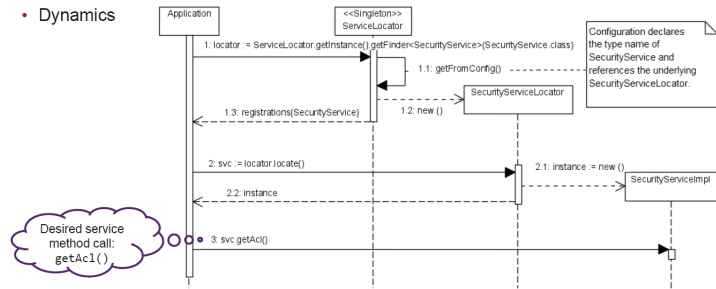 • Dynamics
Application
<<Singleton>>
ServiceLocator
Configuration declares
the type name of
SecurityService and
references the underlying
SecurityServiceLocator.
1: locator := ServiceLocator.getInstance().getFinder<SecurityService>(SecurityService.class)
1.1: getFromConfig()
SecurityServiceLocator
1.2: new ()
1.3: registrations(SecurityService)
2: svc := locator.locate()
2.1: instance := new ()
SecurityServiceImpl
2.2: instance
Desired service
method call:
getAcl()
3: svc.getAcl()